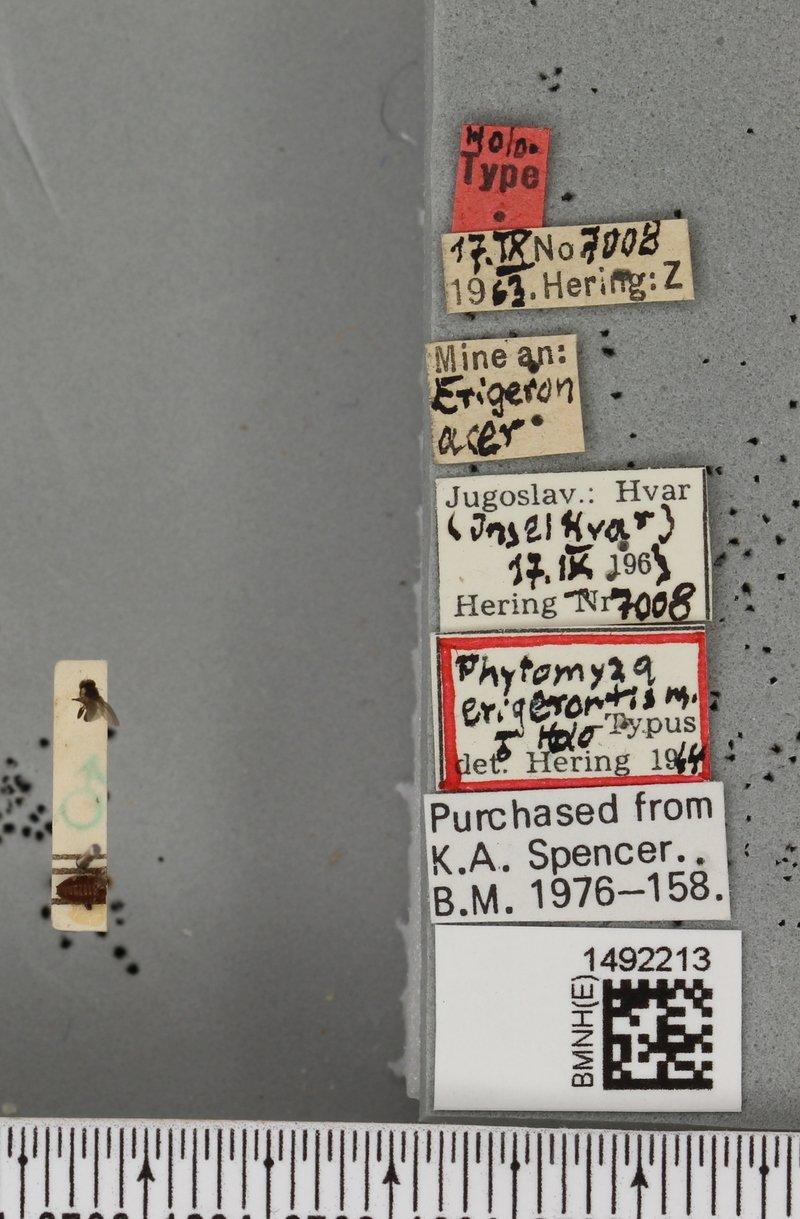 Holo.
Type
17.IX No 7008
1963. Hering: Z
Mine an:
Erigeron
acer
♂
Jugoslav.: Hvar
(Insel Hvar)
17.IX 1963
Hering Nr 7008
Phytomyza
erigerontis m.
♂ Holo Typus
det. Hering 1964
Purchased from
K.A. Spencer.
B.M. 1976–158.
1492213
BMNH(E)